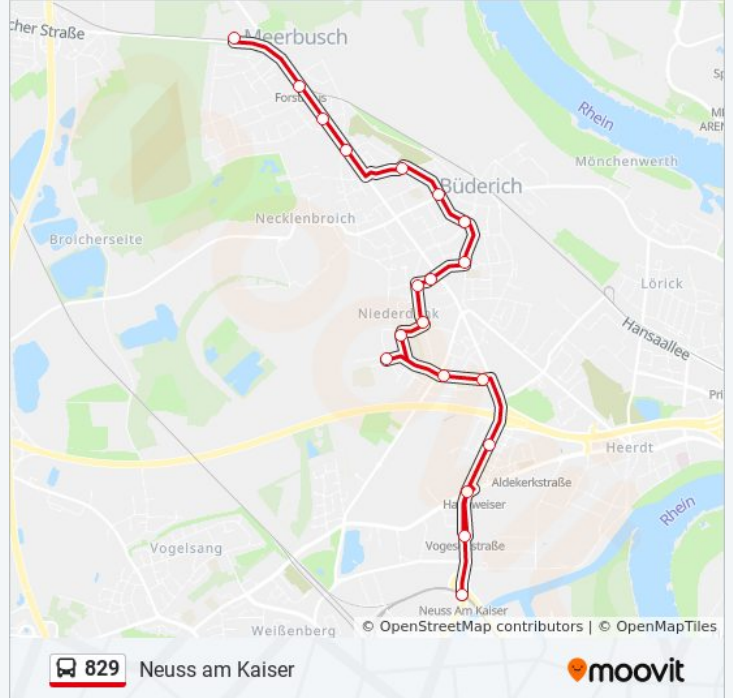 cher Straße
Meerbusch
Rhein
Mönchenwerth
Büderich
Necklenbroich
Broicherseite
Lörick
Hansaallee
Pri
Heerdt
Aldekerkstraße
Rhein
Vogelsang
Neuss Am Kaiser
Weißenberg
© OpenStreetMap contributors | © OpenMapTiles
829 Neuss am Kaiser
moovit